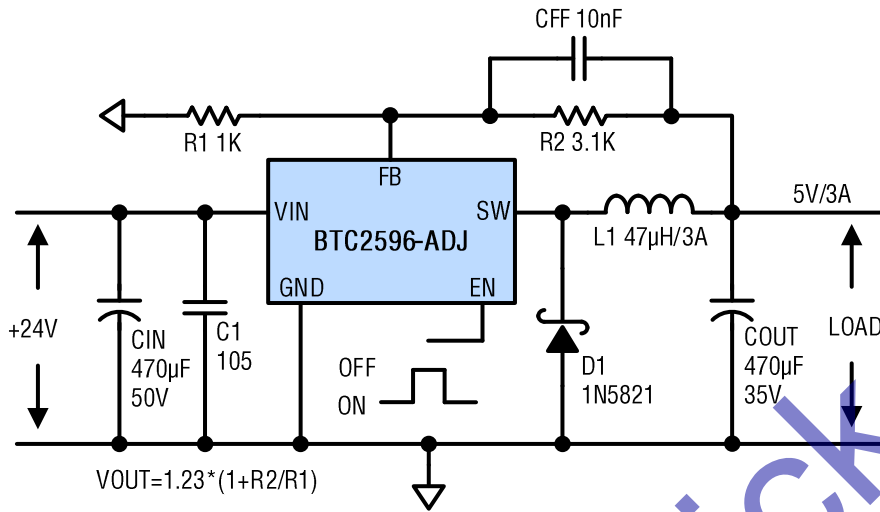 CFF 10nF
R1 1K
R2 3.1K
FB
VIN
SW
5V/3A
BTC2596-ADJ
L1 47µH/3A
GND
EN
+24V
CIN
470µF
50V
C1
105
OFF
ON
D1
1N5821
COUT
470µF
35V
LOAD
VOUT=1.23*(1+R2/R1)
ick